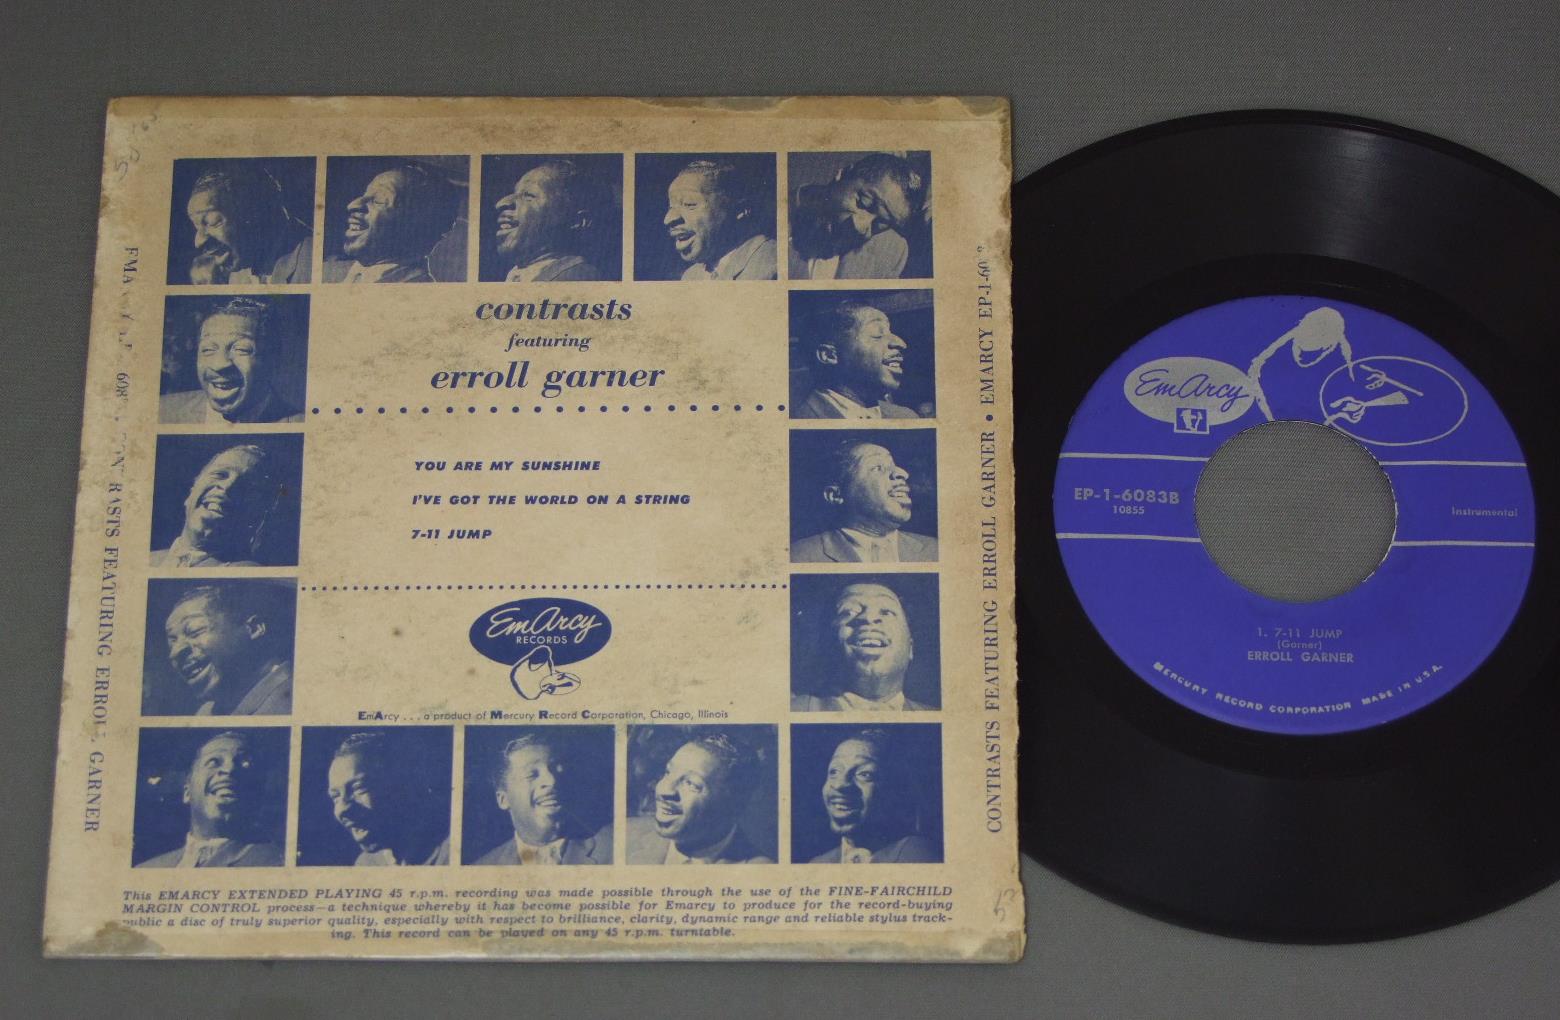 contrasts
featuring
erroll garner
YOU ARE MY SUNSHINE
I'VE GOT THE WORLD ON A STRING
7-11 JUMP
EmArcy
RECORDS
EmArcy . . . a product of Mercury Record Corporation, Chicago, Illinois
This EMARCY EXTENDED PLAYING 45 r.p.m. recording was made possible through the use of the FINE-FAIRCHILD
MARGIN CONTROL process—a technique whereby it has become possible for Emarcy to produce for the record-buying
public a disc of truly superior quality, especially with respect to brilliance, clarity, dynamic range and reliable stylus track-
ing. This record can be played on any 45 r.p.m. turntable.
FEATURING ERROLL GARNER
CONTRASTS FEATURING ERROLL GARNER • EMARCY
EmArcy
EP-1-6083B
10855
Instrumental
1. 7-11 JUMP
(Garner)
ERROLL GARNER
MERCURY RECORD CORPORATION MADE IN U.S.A.